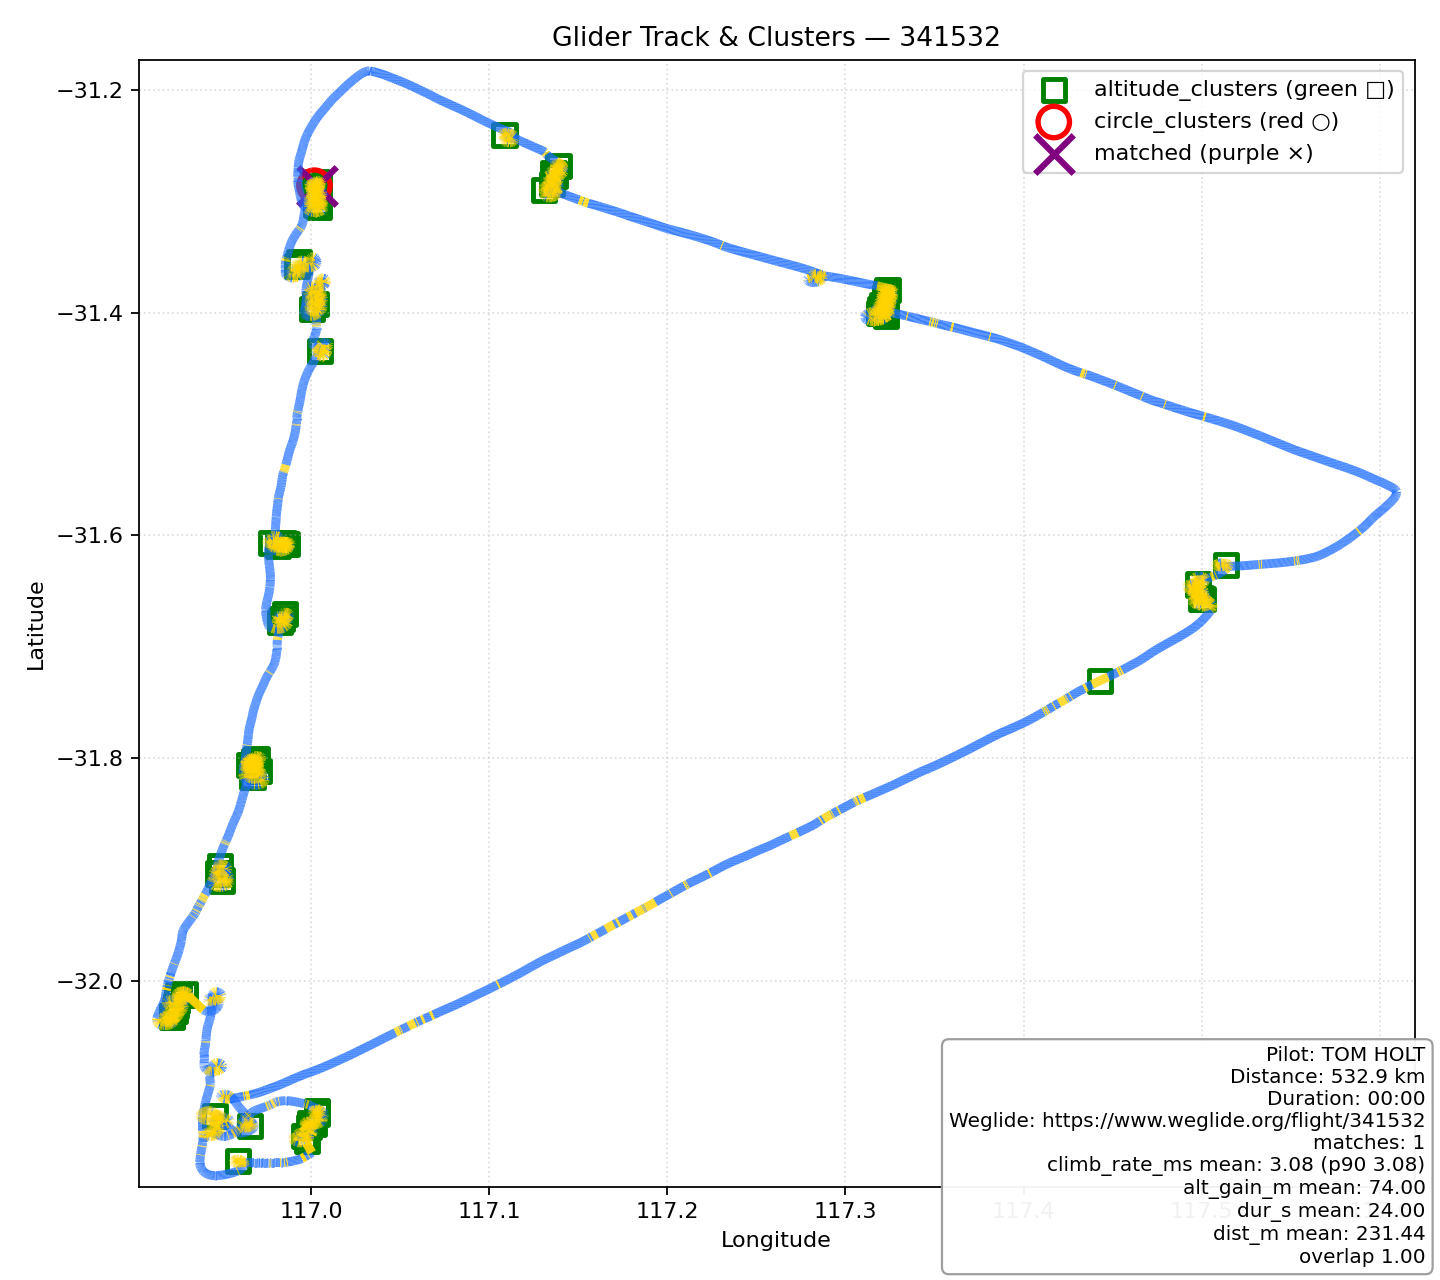 Glider Track & Clusters — 341532
altitude_clusters (green □)
circle_clusters (red ○)
matched (purple ×)
−31.2
−31.4
−31.6
−31.8
−32.0
Latitude
117.0
117.1
117.2
117.3
117.4
117.5
Longitude
Pilot: TOM HOLT
Distance: 532.9 km
Duration: 00:00
Weglide: https://www.weglide.org/flight/341532
matches: 1
climb_rate_ms mean: 3.08 (p90 3.08)
alt_gain_m mean: 74.00
dur_s mean: 24.00
dist_m mean: 231.44
overlap 1.00